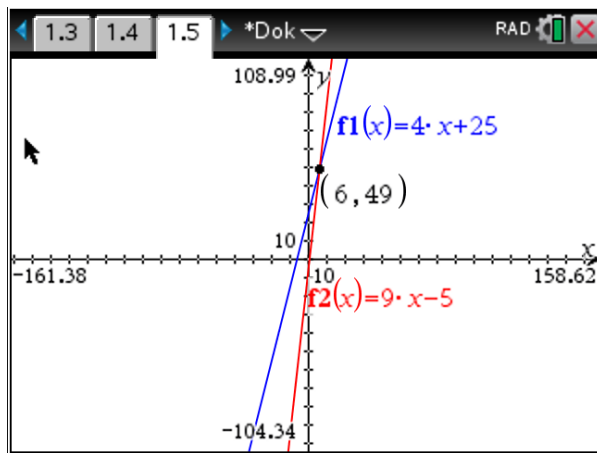 1.3 1.4 1.5 *Dok RAD
108.99 y
f1(x)=4·x+25
(6,49)
10 x
-161.38 10 158.62
f2(x)=9·x-5
-104.34